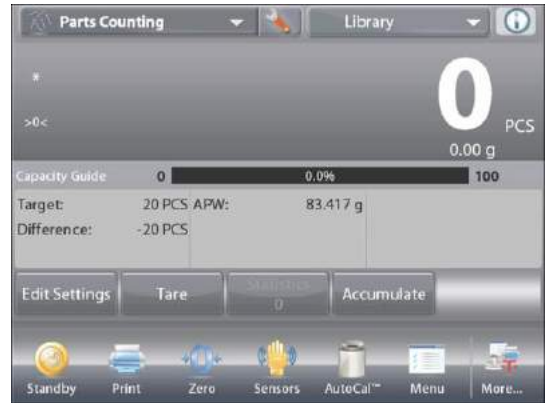 Parts Counting Library
*
>0<
0 PCS
0.00 g
Capacity Guide 0 0.0% 100
Target: 20 PCS APW: 83.417 g
Difference: -20 PCS
Edit Settings Tare Statistics Accumulate
0
Standby Print Zero Sensors AutoCal™ Menu More...